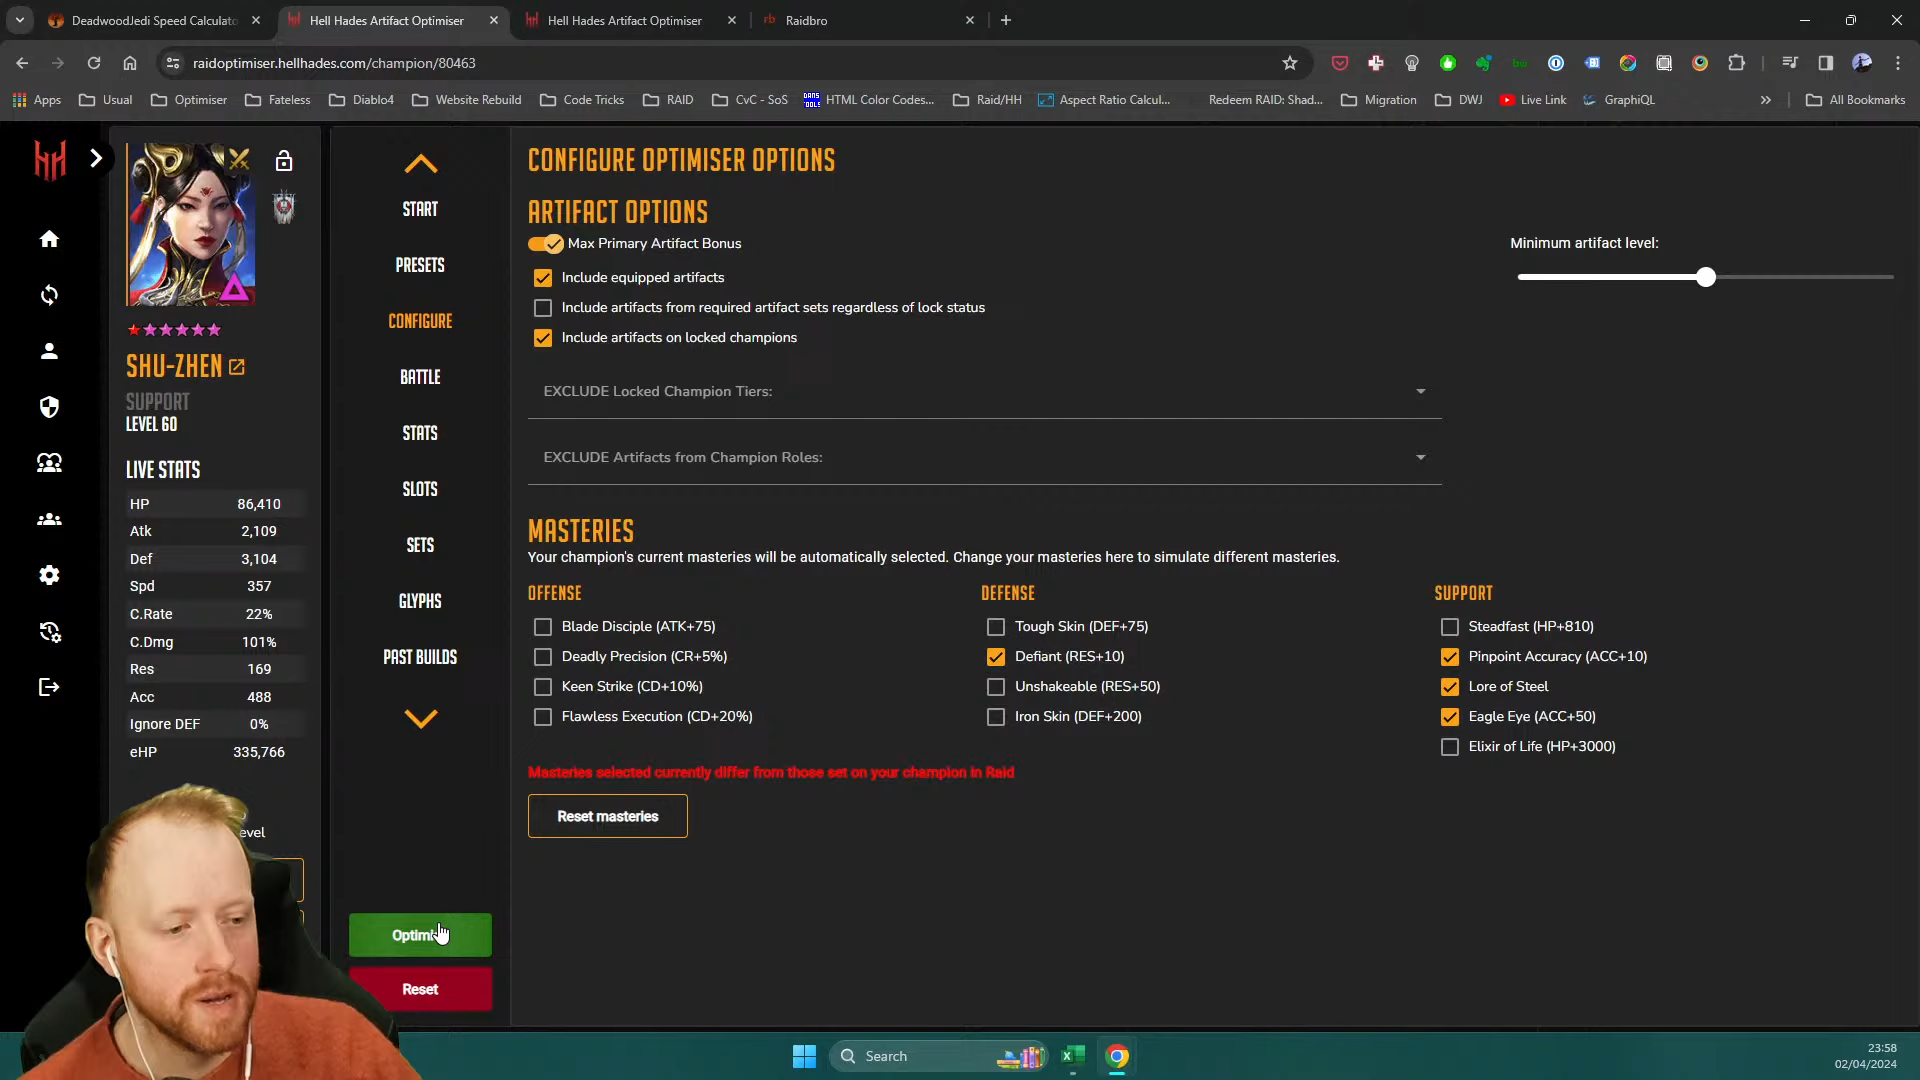 DeadwoodJedi Speed Calculato
Hell Hades Artifact Optimiser
Hell Hades Artifact Optimiser
Raidbro
raidoptimiser.hellhades.com/champion/80463
Apps
Usual
Optimiser
Fateless
Diablo4
Website Rebuild
Code Tricks
RAID
CvC - SoS
HTML Color Codes...
Raid/HH
Aspect Ratio Calcul...
Redeem RAID: Shad...
Migration
DWJ
Live Link
GraphiQL
All Bookmarks
SHU-ZHEN
SUPPORT
LEVEL 60
LIVE STATS
HP 86,410
Atk 2,109
Def 3,104
Spd 357
C.Rate 22%
C.Dmg 101%
Res 169
Acc 488
Ignore DEF 0%
eHP 335,766
evel
START
PRESETS
CONFIGURE
BATTLE
STATS
SLOTS
SETS
GLYPHS
PAST BUILDS
Optimi
Reset
CONFIGURE OPTIMISER OPTIONS
ARTIFACT OPTIONS
Max Primary Artifact Bonus
Include equipped artifacts
Include artifacts from required artifact sets regardless of lock status
Include artifacts on locked champions
Minimum artifact level:
EXCLUDE Locked Champion Tiers:
EXCLUDE Artifacts from Champion Roles:
MASTERIES
Your champion's current masteries will be automatically selected. Change your masteries here to simulate different masteries.
OFFENSE
Blade Disciple (ATK+75)
Deadly Precision (CR+5%)
Keen Strike (CD+10%)
Flawless Execution (CD+20%)
DEFENSE
Tough Skin (DEF+75)
Defiant (RES+10)
Unshakeable (RES+50)
Iron Skin (DEF+200)
SUPPORT
Steadfast (HP+810)
Pinpoint Accuracy (ACC+10)
Lore of Steel
Eagle Eye (ACC+50)
Elixir of Life (HP+3000)
Masteries selected currently differ from those set on your champion in Raid
Reset masteries
Search
23:58
02/04/2024